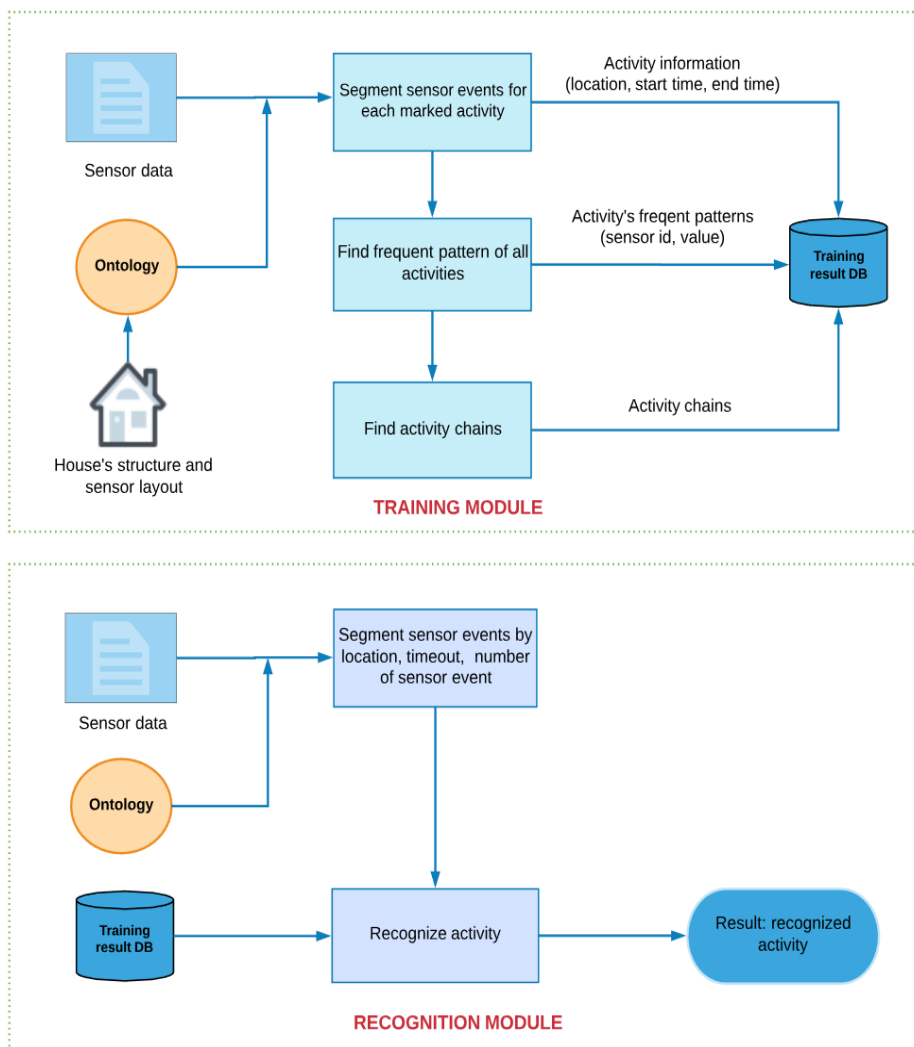 Segment sensor events for
each marked activity
Activity information
(location, start time, end time)
Sensor data
Ontology
Find frequent pattern of all
activities
Activity's freqent patterns
(sensor id, value)
Training
result DB
House's structure and
sensor layout
Find activity chains
Activity chains
TRAINING MODULE
Sensor data
Segment sensor events by
location, timeout, number
of sensor event
Ontology
Training
result DB
Recognize activity
Result: recognized
activity
RECOGNITION MODULE